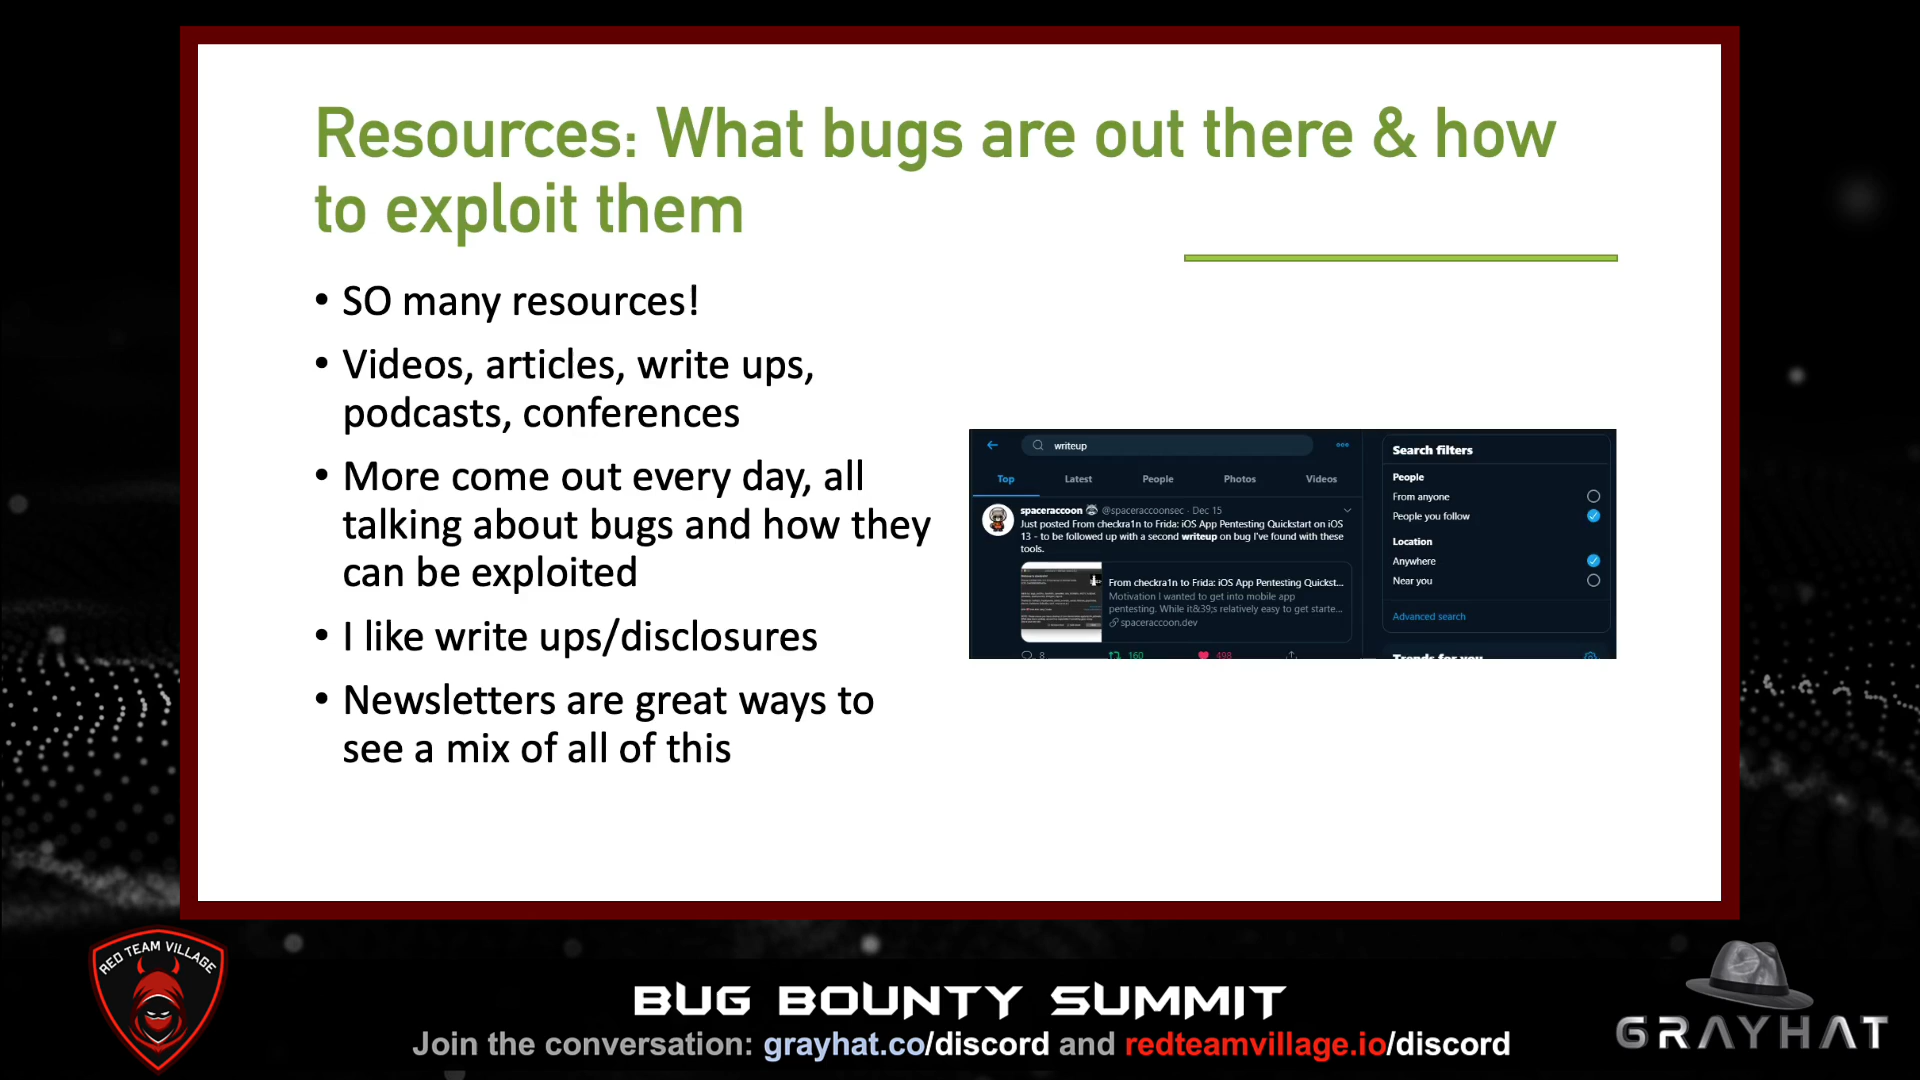 Resources: What bugs are out there & how
to exploit them
• SO many resources!
• Videos, articles, write ups,
podcasts, conferences
• More come out every day, all
talking about bugs and how they
can be exploited
• I like write ups/disclosures
• Newsletters are great ways to
see a mix of all of this
writeup
Top Latest People Photos Videos
spaceraccoon @spaceraccoonsec · Dec 15
Just posted From checkra1n to Frida: iOS App Pentesting Quickstart on iOS
13 - to be followed up with a second writeup on bug I've found with these
tools.
From checkra1n to Frida: iOS App Pentesting Quickst...
Motivation I wanted to get into mobile app
pentesting. While it&39;s relatively easy to get starte...
spaceraccoon.dev
8 160 498
Search filters
People
From anyone
People you follow
Location
Anywhere
Near you
Advanced search
Trends for you
RED TEAM VILLAGE
BUG BOUNTY SUMMIT
Join the conversation: grayhat.co/discord and redteamvillage.io/discord
GRAYHAT